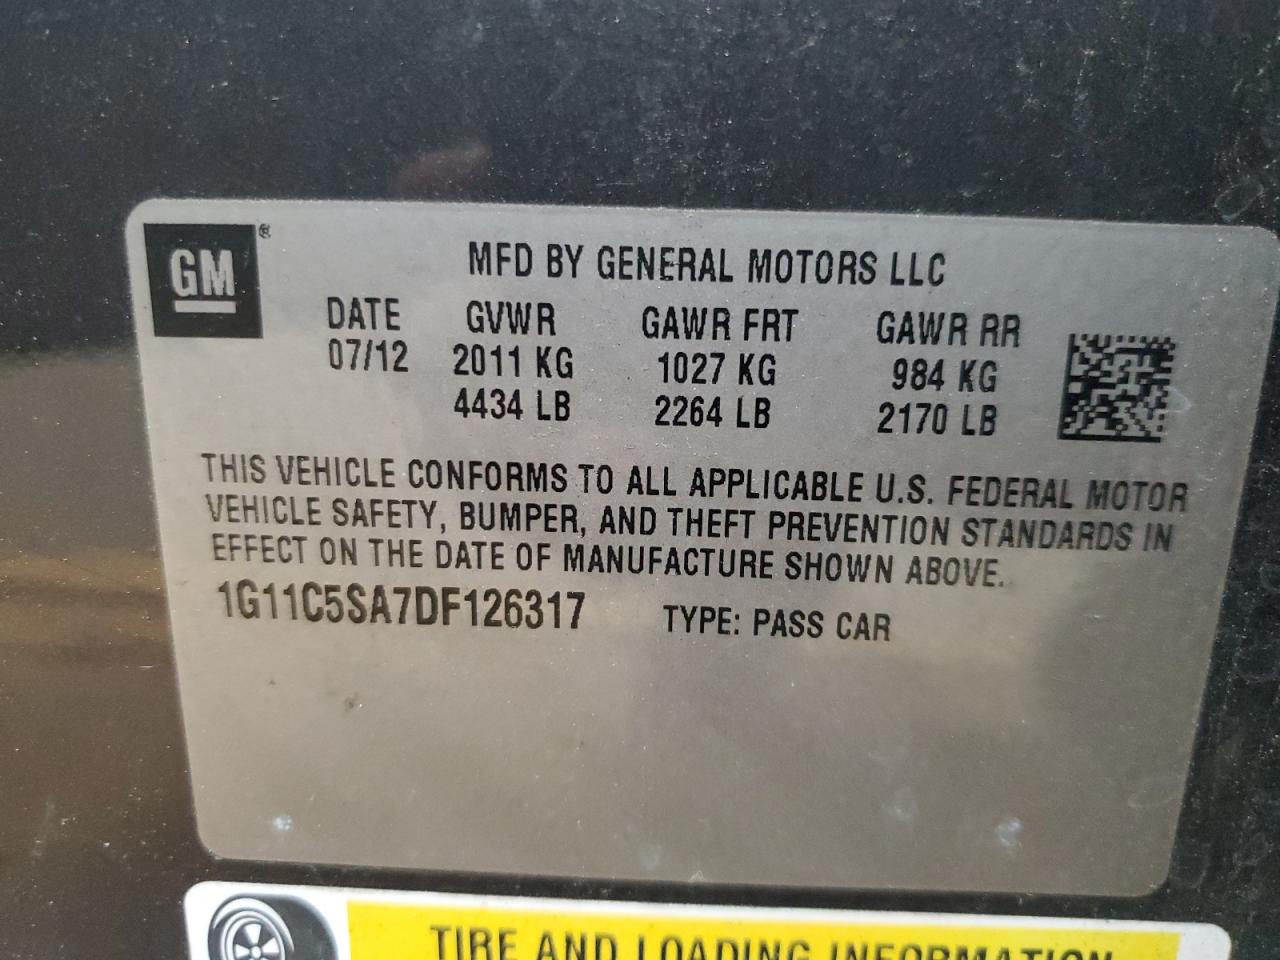 GM®
MFD BY GENERAL MOTORS LLC
DATE GVWR GAWR FRT GAWR RR
07/12 2011 KG 1027 KG 984 KG
4434 LB 2264 LB 2170 LB
THIS VEHICLE CONFORMS TO ALL APPLICABLE U.S. FEDERAL MOTOR
VEHICLE SAFETY, BUMPER, AND THEFT PREVENTION STANDARDS IN
EFFECT ON THE DATE OF MANUFACTURE SHOWN ABOVE.
1G11C5SA7DF126317 TYPE: PASS CAR
TIRE AND LOADING INFORMATION